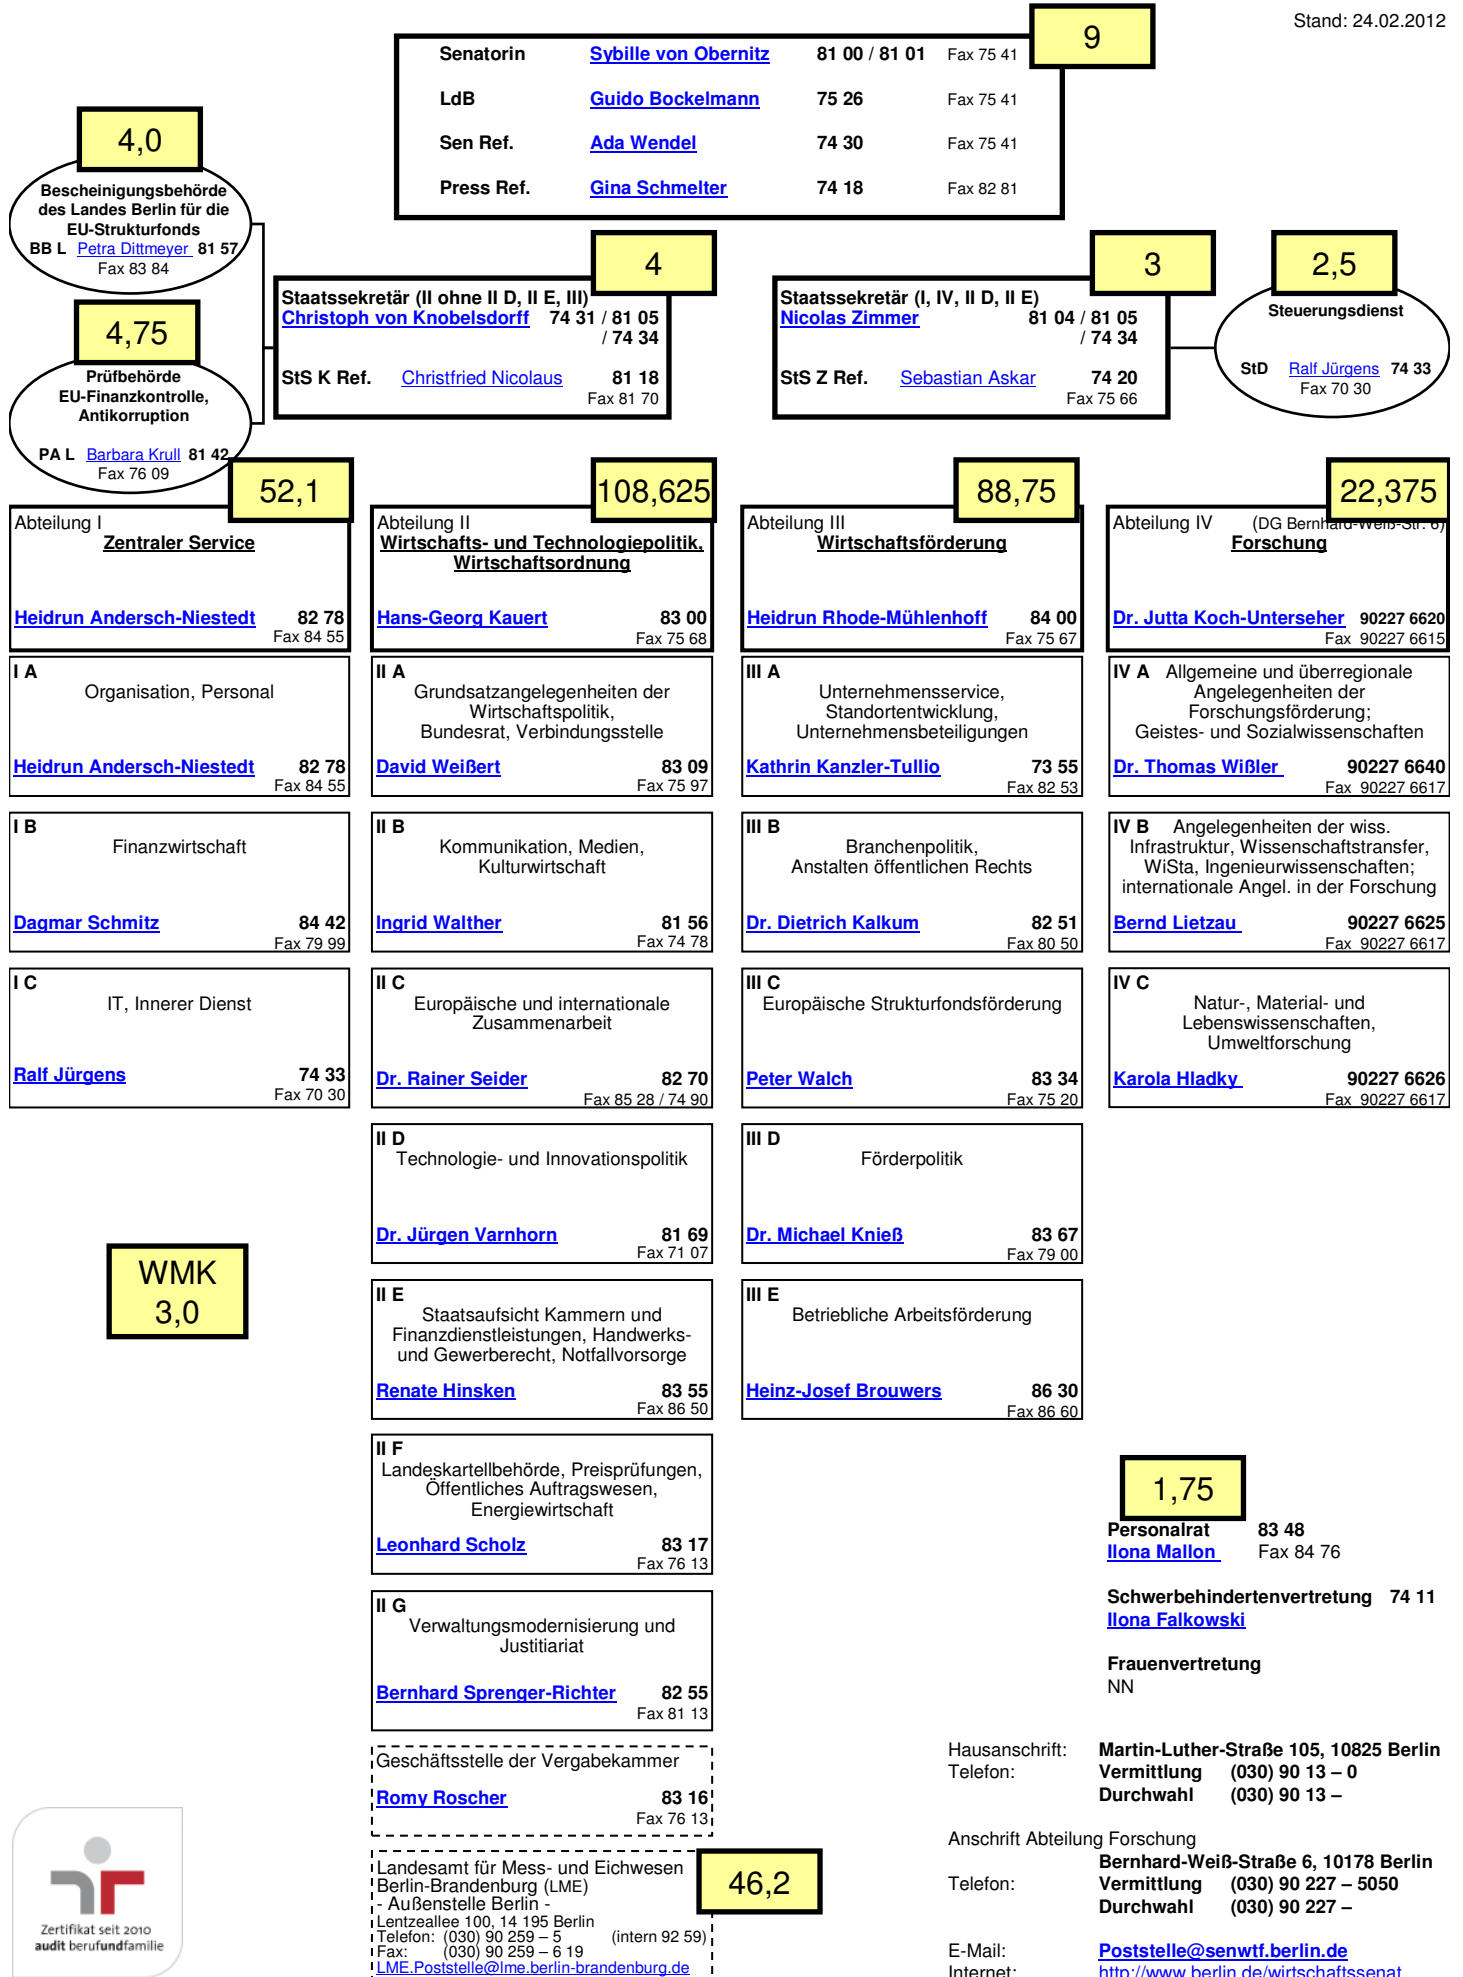 Stand: 24.02.2012
9
Senatorin Sybille von Obernitz 81 00 / 81 01 Fax 75 41
LdB Guido Bockelmann 75 26 Fax 75 41
Sen Ref. Ada Wendel 74 30 Fax 75 41
Press Ref. Gina Schmelter 74 18 Fax 82 81
4,0
Bescheinigungsbehörde
des Landes Berlin für die
EU-Strukturfonds
BB L Petra Dittmeyer 81 57
Fax 83 84
4,75
Prüfbehörde
EU-Finanzkontrolle,
Antikorruption
PA L Barbara Krull 81 42
Fax 76 09
4
Staatssekretär (II ohne II D, II E, III)
Christoph von Knobelsdorff 74 31 / 81 05
/ 74 34
StS K Ref. Christfried Nicolaus 81 18
Fax 81 70
3
Staatssekretär (I, IV, II D, II E)
Nicolas Zimmer 81 04 / 81 05
/ 74 34
StS Z Ref. Sebastian Askar 74 20
Fax 75 66
2,5
Steuerungsdienst
StD Ralf Jürgens 74 33
Fax 70 30
52,1
Abteilung I
Zentraler Service
Heidrun Andersch-Niestedt 82 78
Fax 84 55
I A
Organisation, Personal
Heidrun Andersch-Niestedt 82 78
Fax 84 55
I B
Finanzwirtschaft
Dagmar Schmitz 84 42
Fax 79 99
I C
IT, Innerer Dienst
Ralf Jürgens 74 33
Fax 70 30
WMK
3,0
108,625
Abteilung II
Wirtschafts- und Technologiepolitik,
Wirtschaftsordnung
Hans-Georg Kauert 83 00
Fax 75 68
II A
Grundsatzangelegenheiten der
Wirtschaftspolitik,
Bundesrat, Verbindungsstelle
David Weißert 83 09
Fax 75 97
II B
Kommunikation, Medien,
Kulturwirtschaft
Ingrid Walther 81 56
Fax 74 78
II C
Europäische und internationale
Zusammenarbeit
Dr. Rainer Seider 82 70
Fax 85 28 / 74 90
II D
Technologie- und Innovationspolitik
Dr. Jürgen Varnhorn 81 69
Fax 71 07
II E
Staatsaufsicht Kammern und
Finanzdienstleistungen, Handwerks-
und Gewerberecht, Notfallvorsorge
Renate Hinsken 83 55
Fax 86 50
II F
Landeskartellbehörde, Preisprüfungen,
Öffentliches Auftragswesen,
Energiewirtschaft
Leonhard Scholz 83 17
Fax 76 13
II G
Verwaltungsmodernisierung und
Justitiariat
Bernhard Sprenger-Richter 82 55
Fax 81 13
Geschäftsstelle der Vergabekammer
Romy Roscher 83 16
Fax 76 13
46,2
Landesamt für Mess- und Eichwesen
Berlin-Brandenburg (LME)
- Außenstelle Berlin -
Lentzeallee 100, 14 195 Berlin
Telefon: (030) 90 259 – 5 (intern 92 59)
Fax: (030) 90 259 – 6 19
LME.Poststelle@lme.berlin-brandenburg.de
88,75
Abteilung III
Wirtschaftsförderung
Heidrun Rhode-Mühlenhoff 84 00
Fax 75 67
III A
Unternehmensservice,
Standortentwicklung,
Unternehmensbeteiligungen
Kathrin Kanzler-Tullio 73 55
Fax 82 53
III B
Branchenpolitik,
Anstalten öffentlichen Rechts
Dr. Dietrich Kalkum 82 51
Fax 80 50
III C
Europäische Strukturfondsförderung
Peter Walch 83 34
Fax 75 20
III D
Förderpolitik
Dr. Michael Knieß 83 67
Fax 79 00
III E
Betriebliche Arbeitsförderung
Heinz-Josef Brouwers 86 30
Fax 86 60
22,375
Abteilung IV (DG Bernhard-Weiß-Str. 6)
Forschung
Dr. Jutta Koch-Unterseher 90227 6620
Fax 90227 6615
IV A Allgemeine und überregionale
Angelegenheiten der
Forschungsförderung;
Geistes- und Sozialwissenschaften
Dr. Thomas Wißler 90227 6640
Fax 90227 6617
IV B Angelegenheiten der wiss.
Infrastruktur, Wissenschaftstransfer,
WiSta, Ingenieurwissenschaften;
internationale Angel. in der Forschung
Bernd Lietzau 90227 6625
Fax 90227 6617
IV C
Natur-, Material- und
Lebenswissenschaften,
Umweltforschung
Karola Hladky 90227 6626
Fax 90227 6617
1,75
Personalrat 83 48
Ilona Mallon Fax 84 76
Schwerbehindertenvertretung 74 11
Ilona Falkowski
Frauenvertretung
NN
Hausanschrift: Martin-Luther-Straße 105, 10825 Berlin
Telefon: Vermittlung (030) 90 13 – 0
Durchwahl (030) 90 13 –
Anschrift Abteilung Forschung
Bernhard-Weiß-Straße 6, 10178 Berlin
Telefon: Vermittlung (030) 90 227 – 5050
Durchwahl (030) 90 227 –
E-Mail: Poststelle@senwtf.berlin.de
Internet: http://www.berlin.de/wirtschaftssenat
Zertifikat seit 2010
audit berufundfamilie